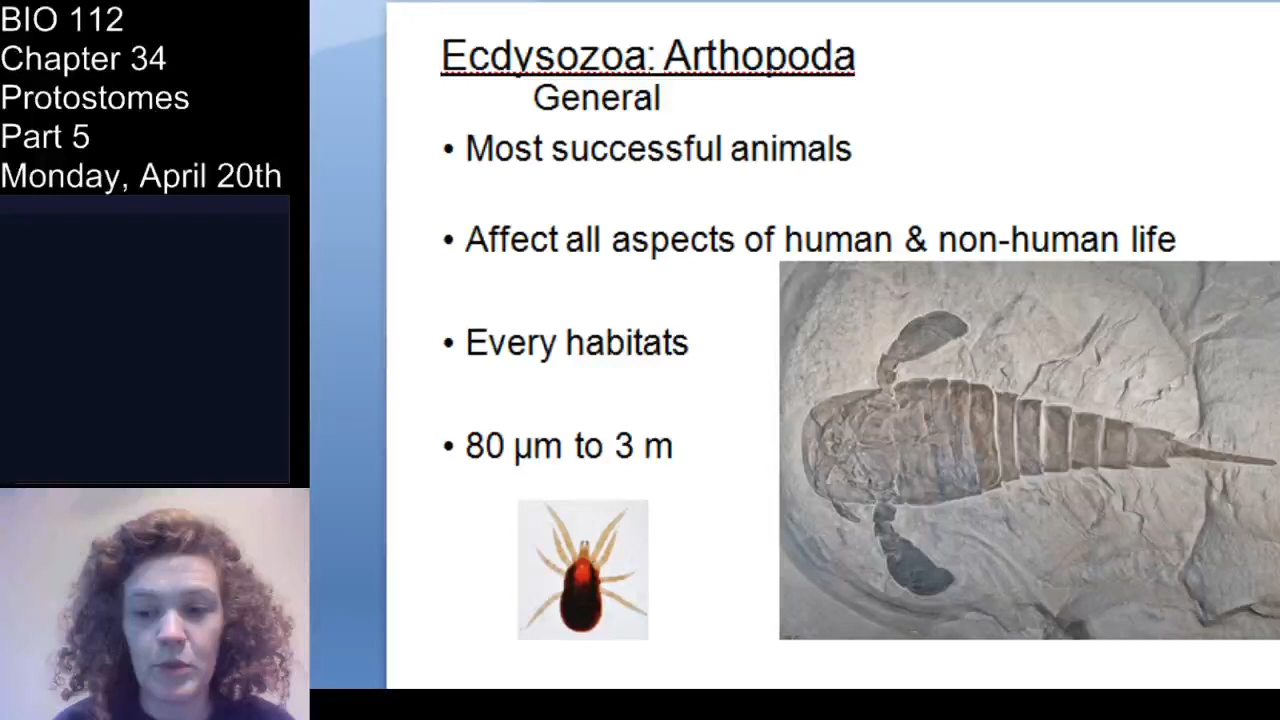 BIO 112
Chapter 34
Protostomes
Part 5
Monday, April 20th
Ecdysozoa: Arthopoda
General
• Most successful animals
• Affect all aspects of human & non-human life
• Every habitats
• 80 µm to 3 m